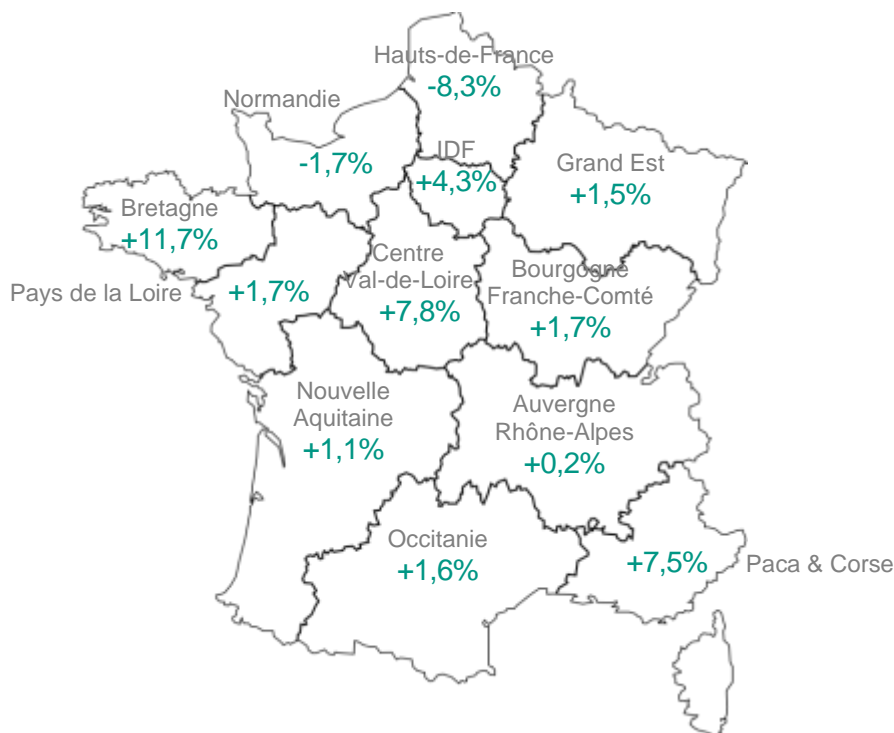 Hauts-de-France
-8,3%
Normandie
-1,7%
IDF
+4,3%
Grand Est
+1,5%
Bretagne
+11,7%
Pays de la Loire
+1,7%
Centre
Val-de-Loire
+7,8%
Bourgogne
Franche-Comté
+1,7%
Nouvelle
Aquitaine
+1,1%
Auvergne
Rhône-Alpes
+0,2%
Occitanie
+1,6%
+7,5%
Paca & Corse